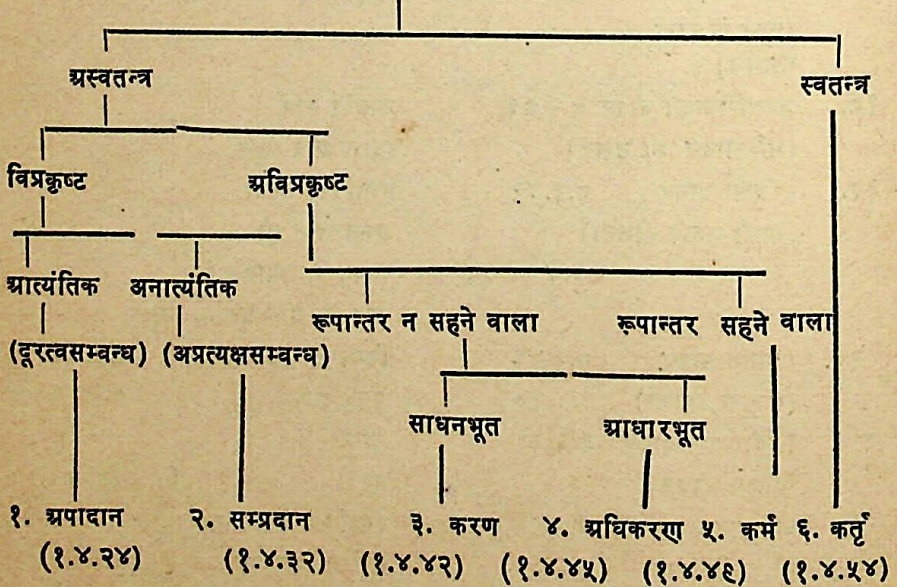 अस्वतन्त्र स्वतन्त्र
विप्रकृष्ट अविप्रकृष्ट
आत्यंतिक अनात्यंतिक
रूपान्तर न सहने वाला रूपान्तर सहने वाला
(दूरत्वसम्वन्ध) (अप्रत्यक्षसम्वन्ध)
साधनभूत आधारभूत
१. अपादान २. सम्प्रदान ३. करण ४. अधिकरण ५. कर्म ६. कर्तृ
(१.४.२४) (१.४.३२) (१.४.४२) (१.४.४५) (१.४.४९) (१.४.५४)